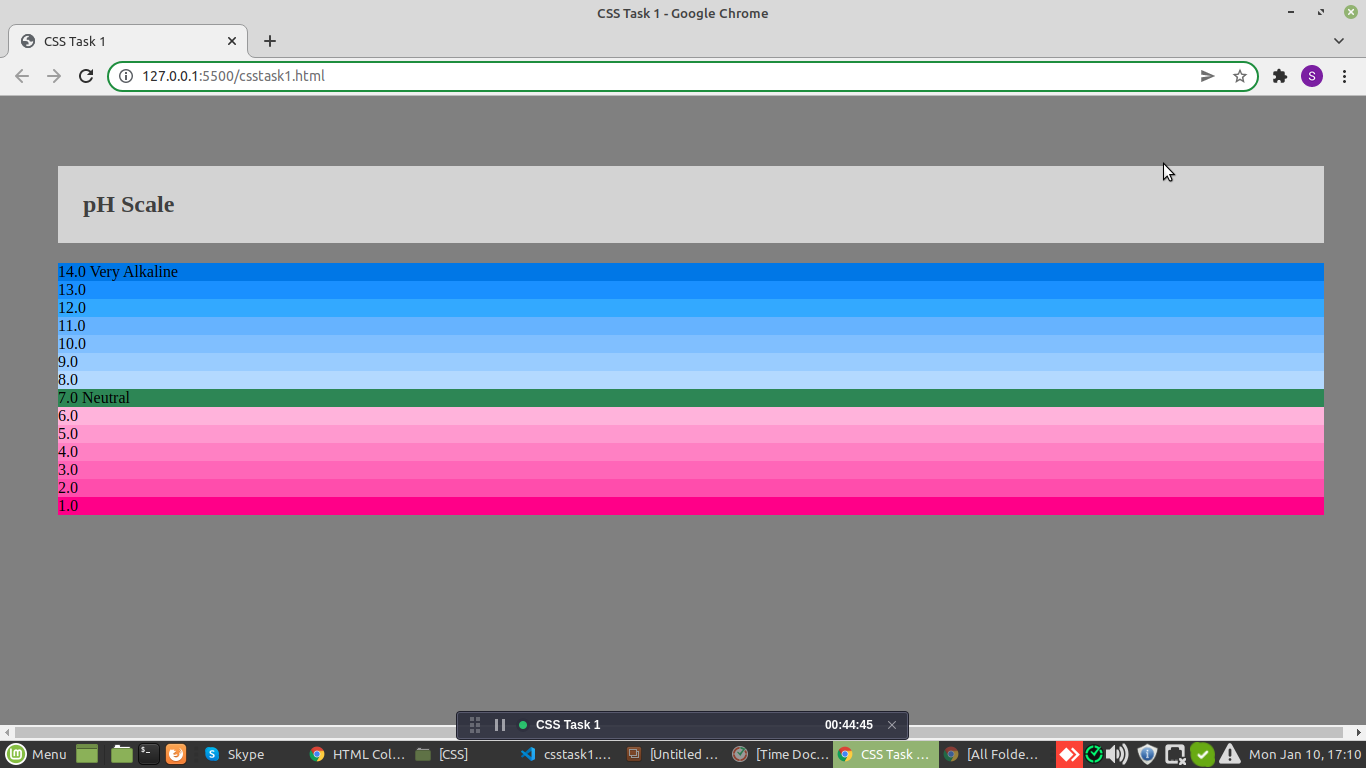 CSS Task 1 - Google Chrome
CSS Task 1
127.0.0.1:5500/csstask1.html
S
pH Scale
14.0 Very Alkaline
13.0
12.0
11.0
10.0
9.0
8.0
7.0 Neutral
6.0
5.0
4.0
3.0
2.0
1.0
CSS Task 1 00:44:45
Menu Skype HTML Col... [CSS] csstask1.... [Untitled ... [Time Doc... CSS Task ... [All Folde... Mon Jan 10, 17:10